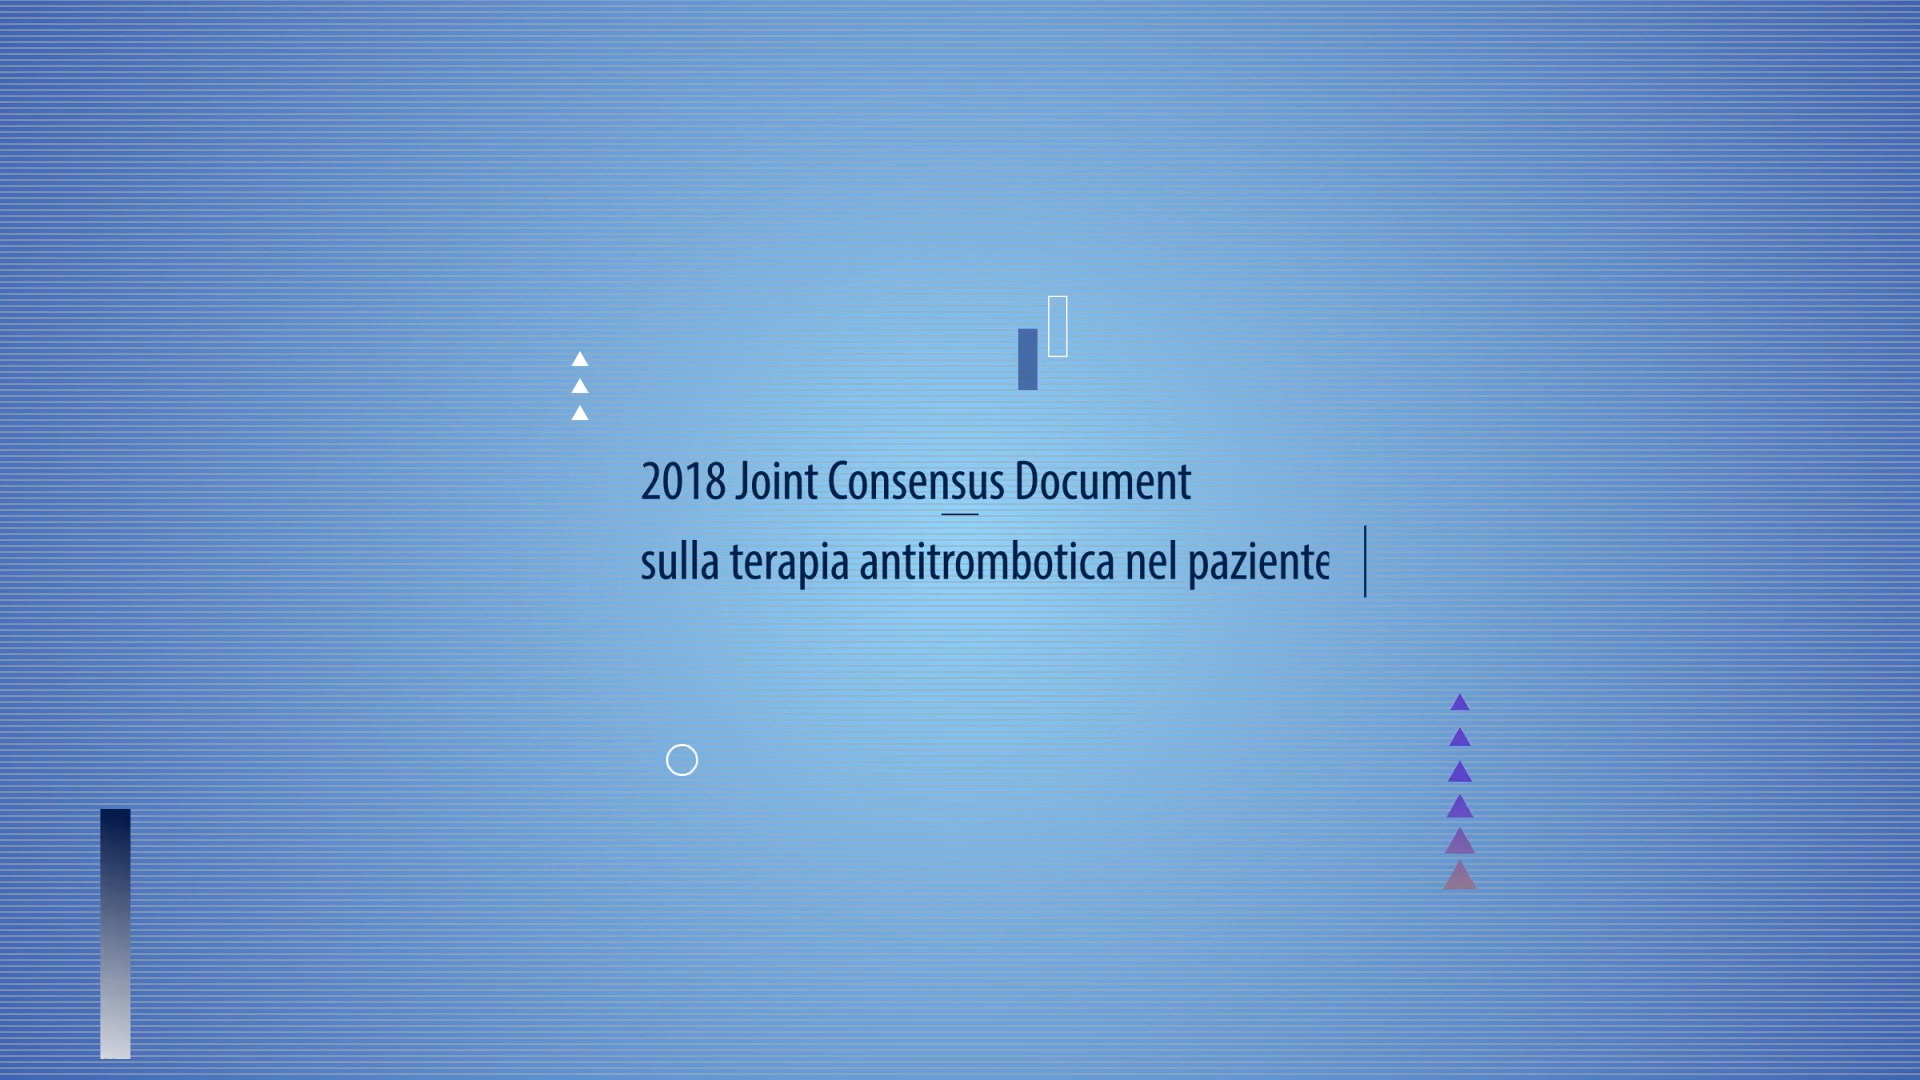 2018 Joint Consensus Document
sulla terapia antitrombotica nel paziente